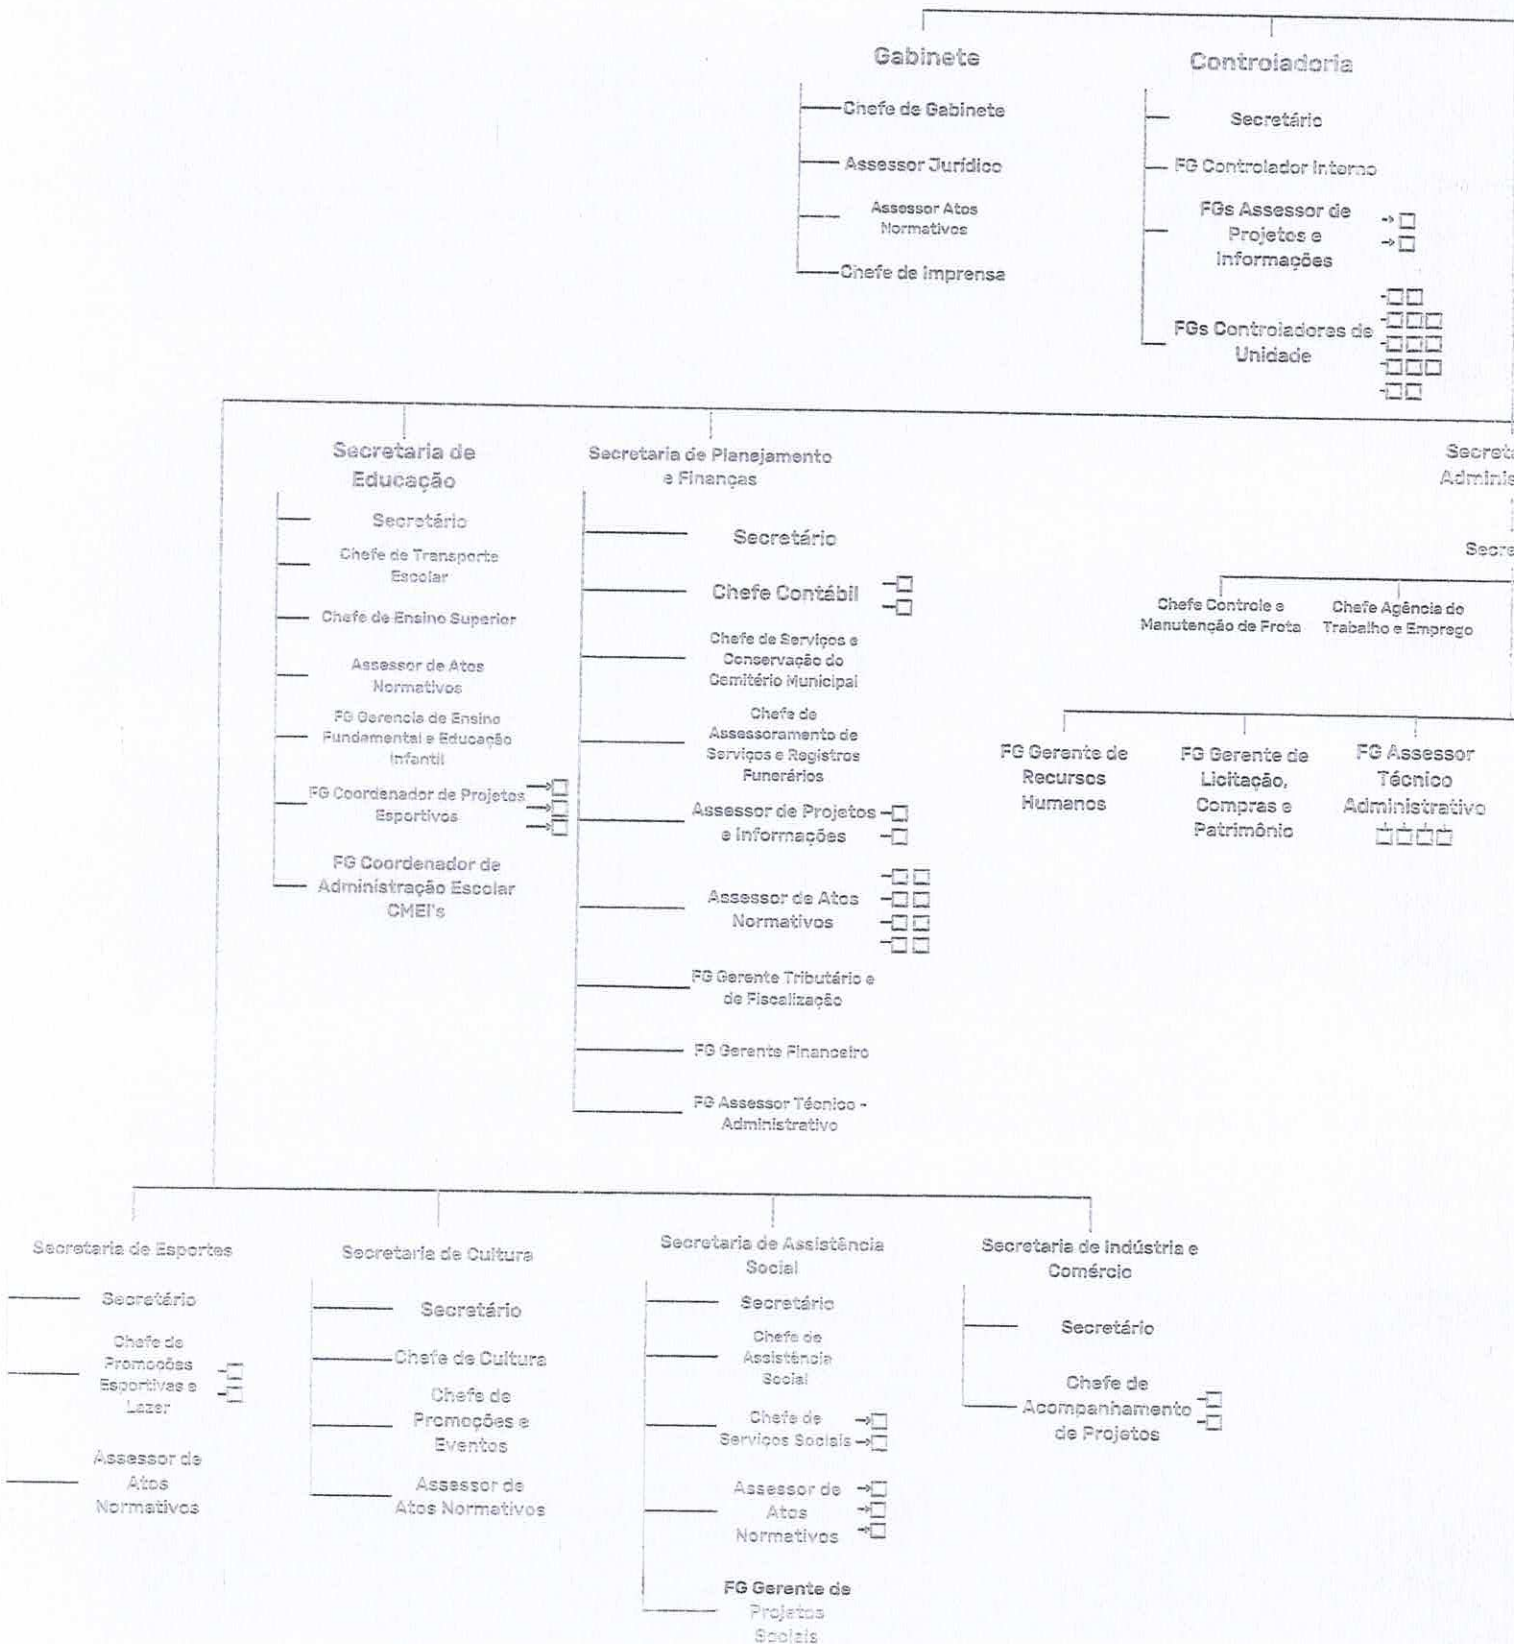 Gabinete
Chefe de Gabinete
Assessor Jurídico
Assessor Atos
Normativos
Chefe de Imprensa
Controladoria
Secretário
FG Controlador Interno
FGs Assessor de
Projetos e
Informações
FGs Controladores de
Unidade
Secretaria de
Educação
Secretário
Chefe de Transporte
Escolar
Chefe de Ensino Superior
Assessor de Atos
Normativos
FG Gerencia de Ensino
Fundamental e Educação
Infantil
FG Coordenador de Projetos
Esportivos
FG Coordenador de
Administração Escolar
CMEI's
Secretaria de Planejamento
e Finanças
Secretário
Chefe Contábil
Chefe de Serviços e
Conservação do
Cemitério Municipal
Chefe de
Assessoramento de
Serviços e Registros
Funerários
Assessor de Projetos
e Informações
Assessor de Atos
Normativos
FG Gerente Tributário e
de Fiscalização
FG Gerente Financeiro
FG Assessor Técnico -
Administrativo
Secreta
Adminis
Secre
Chefe Controle e
Manutenção de Frota
Chefe Agência do
Trabalho e Emprego
FG Gerente de
Recursos
Humanos
FG Gerente de
Licitação,
Compras e
Patrimônio
FG Assessor
Técnico
Administrativo
Secretaria de Esportes
Secretário
Chefe de
Promoções
Esportivas e
Lazer
Assessor de
Atos
Normativos
Secretaria de Cultura
Secretário
Chefe de Cultura
Chefe de
Promoções e
Eventos
Assessor de
Atos Normativos
Secretaria de Assistência
Social
Secretário
Chefe de
Assistência
Social
Chefe de
Serviços Sociais
Assessor de
Atos
Normativos
FG Gerente de
Projetos
Sociais
Secretaria de Indústria e
Comércio
Secretário
Chefe de
Acompanhamento
de Projetos